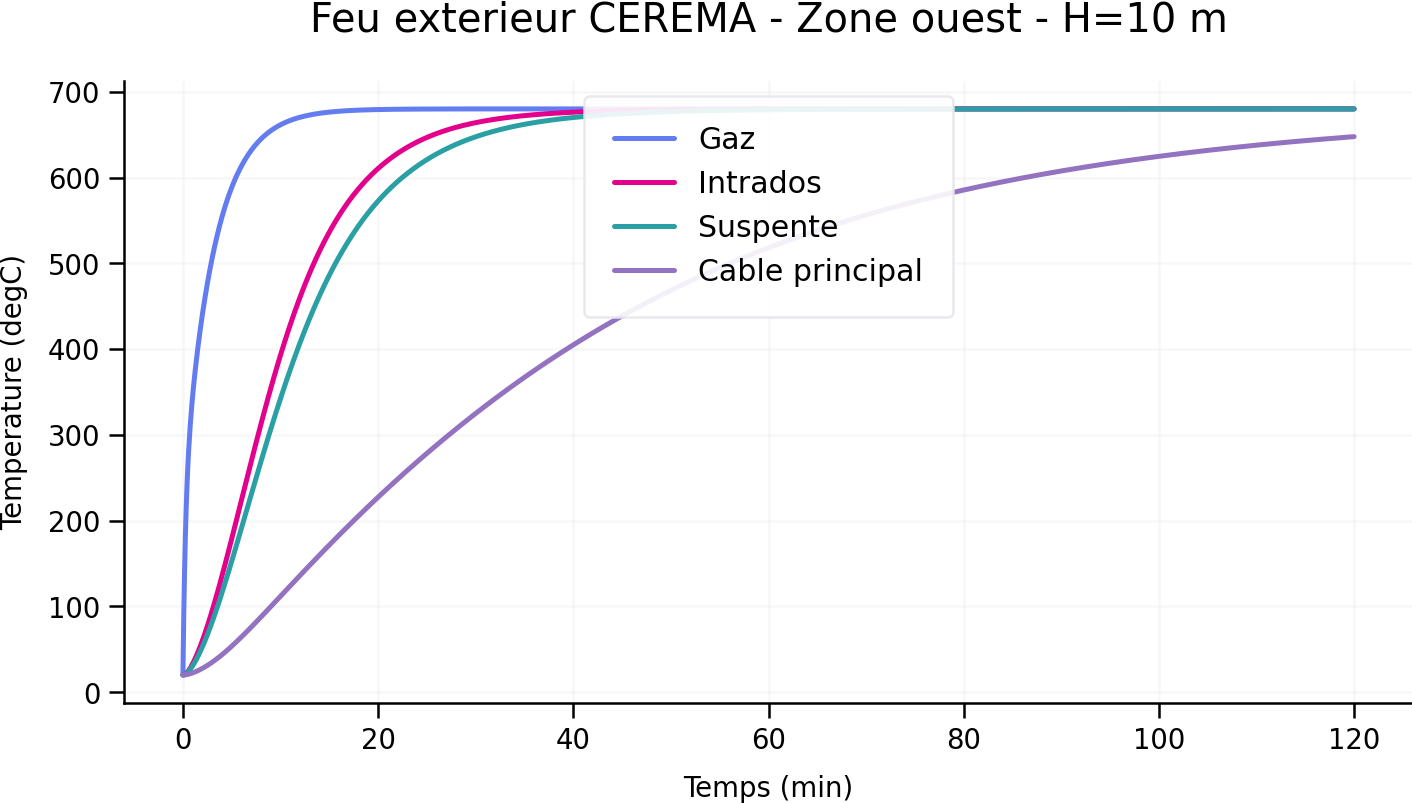 Feu exterieur CEREMA - Zone ouest - H=10 m
700
600
500
400
300
200
100
0
Temperature (degC)
Gaz
Intrados
Suspente
Cable principal
0 20 40 60 80 100 120
Temps (min)